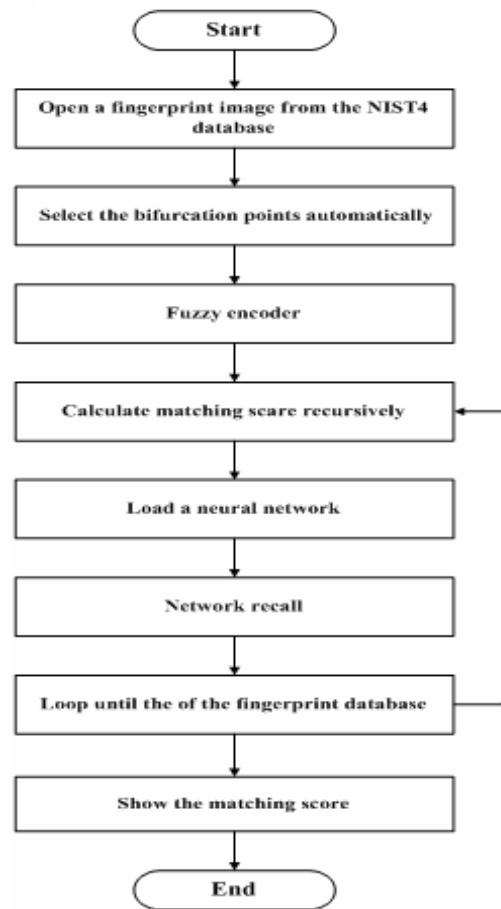 Start
Open a fingerprint image from the NIST4
database
Select the bifurcation points automatically
Fuzzy encoder
Calculate matching scare recursively
Load a neural network
Network recall
Loop until the of the fingerprint database
Show the matching score
End